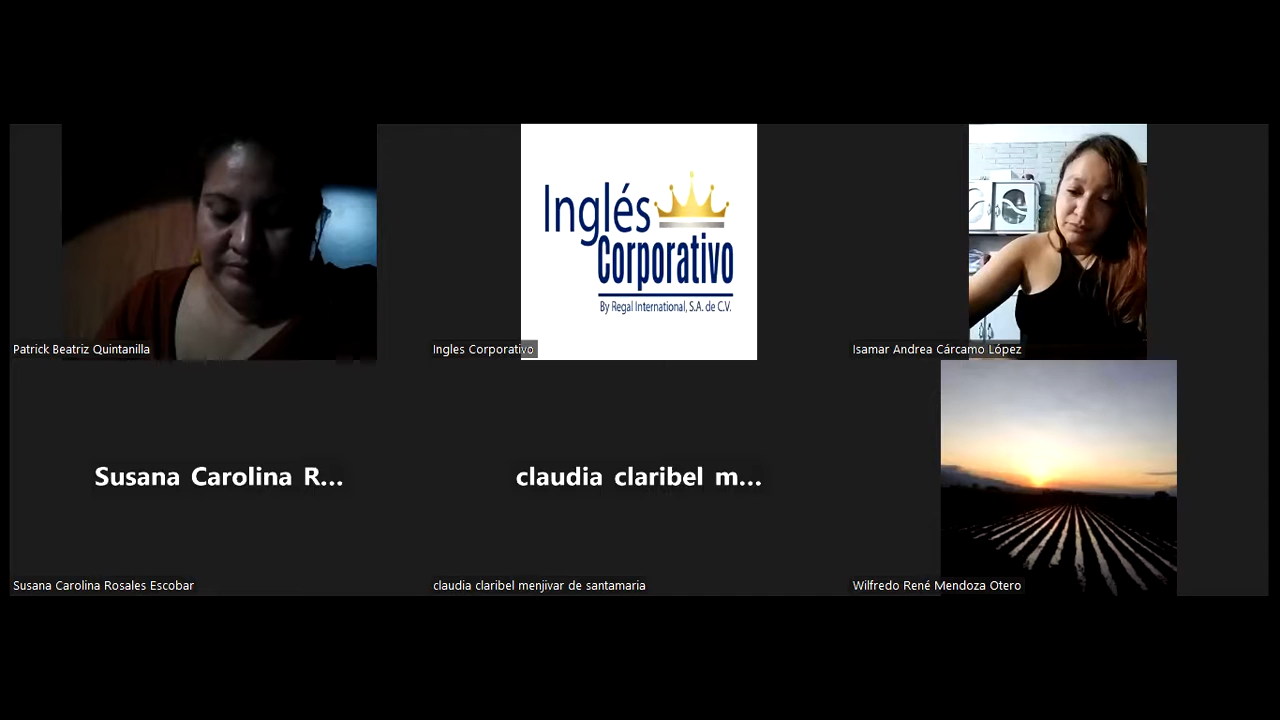 Inglés
Corporativo
By Regal International, S.A. de C.V.
Patrick Beatriz Quintanilla
Ingles Corporativo
Isamar Andrea Cárcamo López
Susana Carolina R...
claudia claribel m...
Susana Carolina Rosales Escobar
claudia claribel menjivar de santamaria
Wilfredo René Mendoza Otero